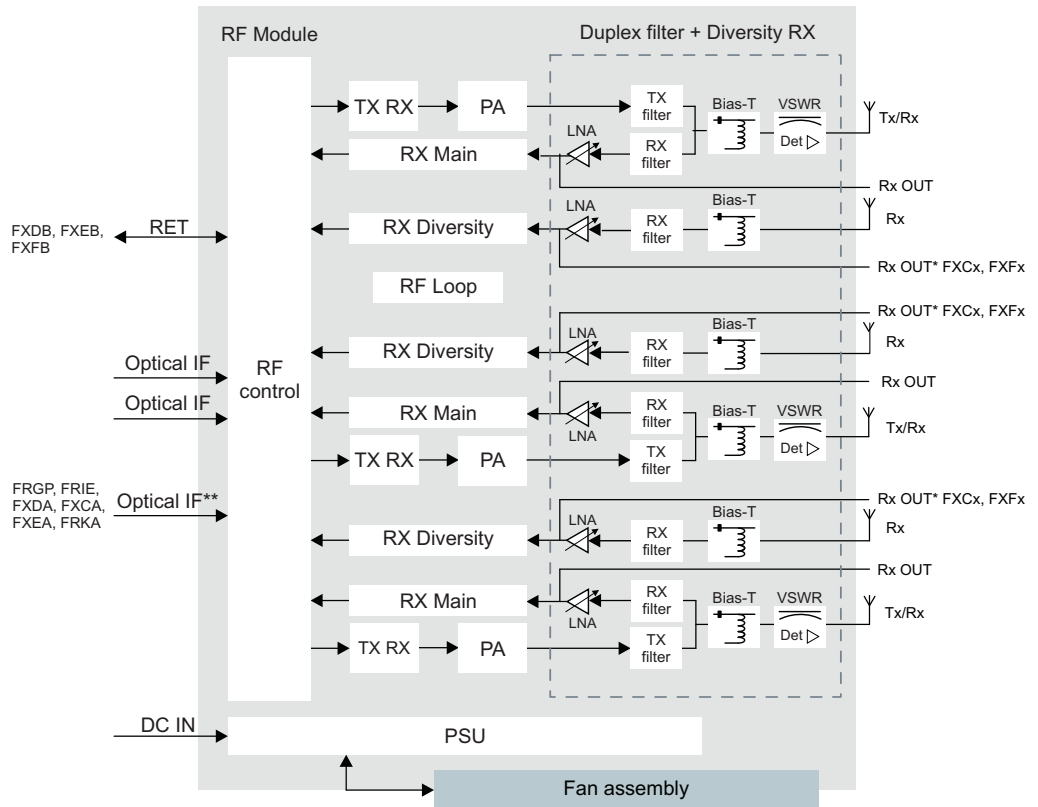 RF Module
Duplex filter + Diversity RX
TX RX
PA
TX
filter
Bias-T
VSWR
Det
Tx/Rx
LNA
RX Main
RX
filter
Rx OUT
FXDB, FXEB,
FXFB
RET
RX Diversity
LNA
RX
filter
Bias-T
Rx
Rx OUT* FXCx, FXFx
RF Loop
Rx OUT* FXCx, FXFx
Bias-T
LNA
RX Diversity
RX
filter
Rx
Optical IF
RF
control
Rx OUT
Optical IF
RX Main
LNA
RX
filter
Bias-T
VSWR
Det
Tx/Rx
TX RX
PA
TX
filter
FRGP, FRIE,
FXDA, FXCA,
FXEA, FRKA
Optical IF**
Rx OUT* FXCx, FXFx
Bias-T
LNA
RX Diversity
RX
filter
Rx
Rx OUT
RX Main
LNA
RX
filter
Bias-T
VSWR
Det
Tx/Rx
TX RX
PA
TX
filter
DC IN
PSU
Fan assembly